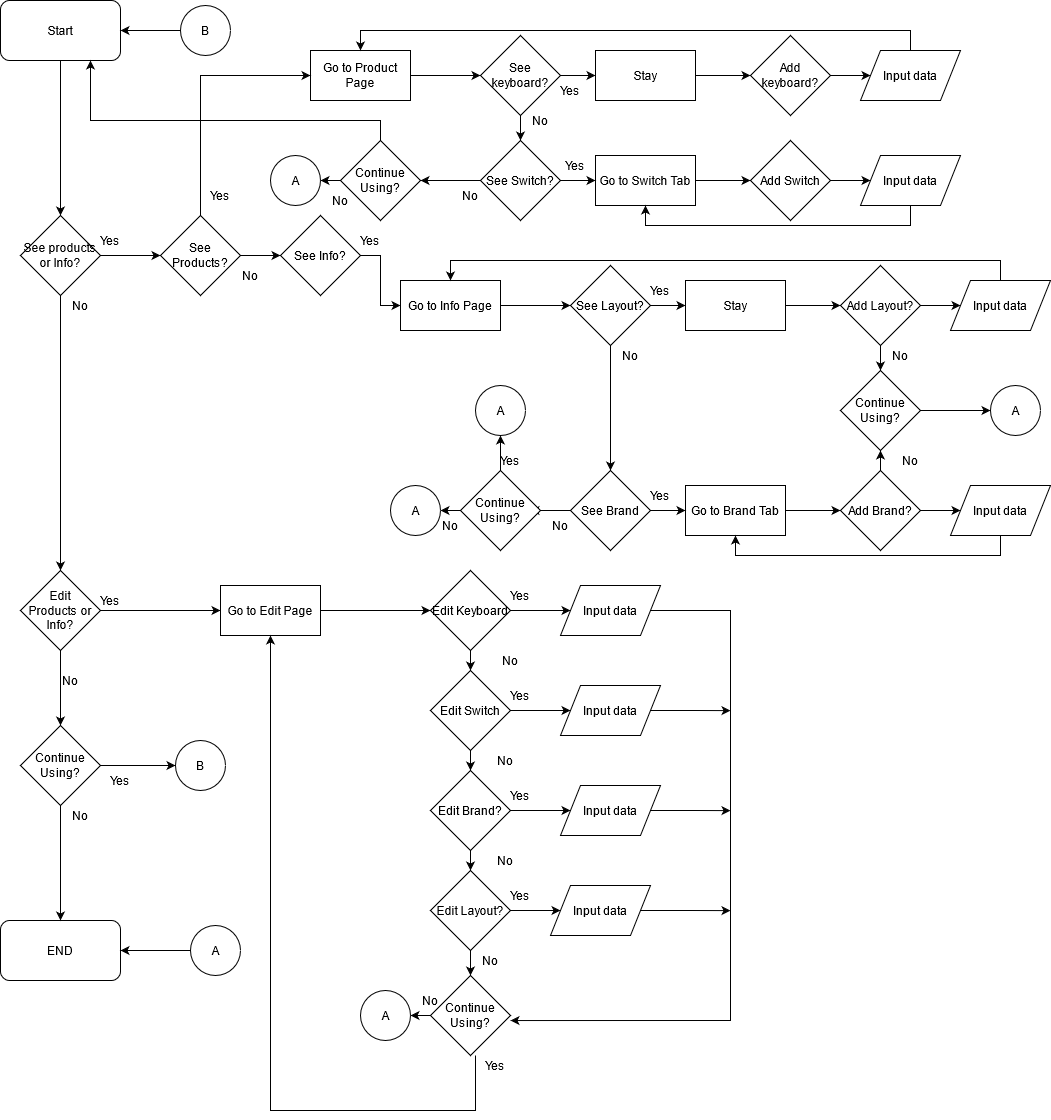 Start
B
Go to Product
Page
See
keyboard?
Yes
Stay
Add
keyboard?
Input data
No
A
No
Continue
Using?
No
See Switch?
Yes
Go to Switch Tab
Add Switch
Input data
See products
or Info?
Yes
See
Products?
Yes
No
See Info?
Yes
No
Go to Info Page
See Layout?
Yes
Stay
Add Layout?
Input data
No
No
Continue
Using?
A
A
Yes
A
No
Continue
Using?
No
See Brand
Yes
Go to Brand Tab
Add Brand?
No
Input data
Edit
Products or
Info?
Yes
Go to Edit Page
Edit Keyboard
Yes
Input data
No
No
Edit Switch
Yes
Input data
No
Continue
Using?
Yes
B
No
Edit Brand?
Yes
Input data
No
Edit Layout?
Yes
Input data
No
END
A
A
No
Continue
Using?
Yes